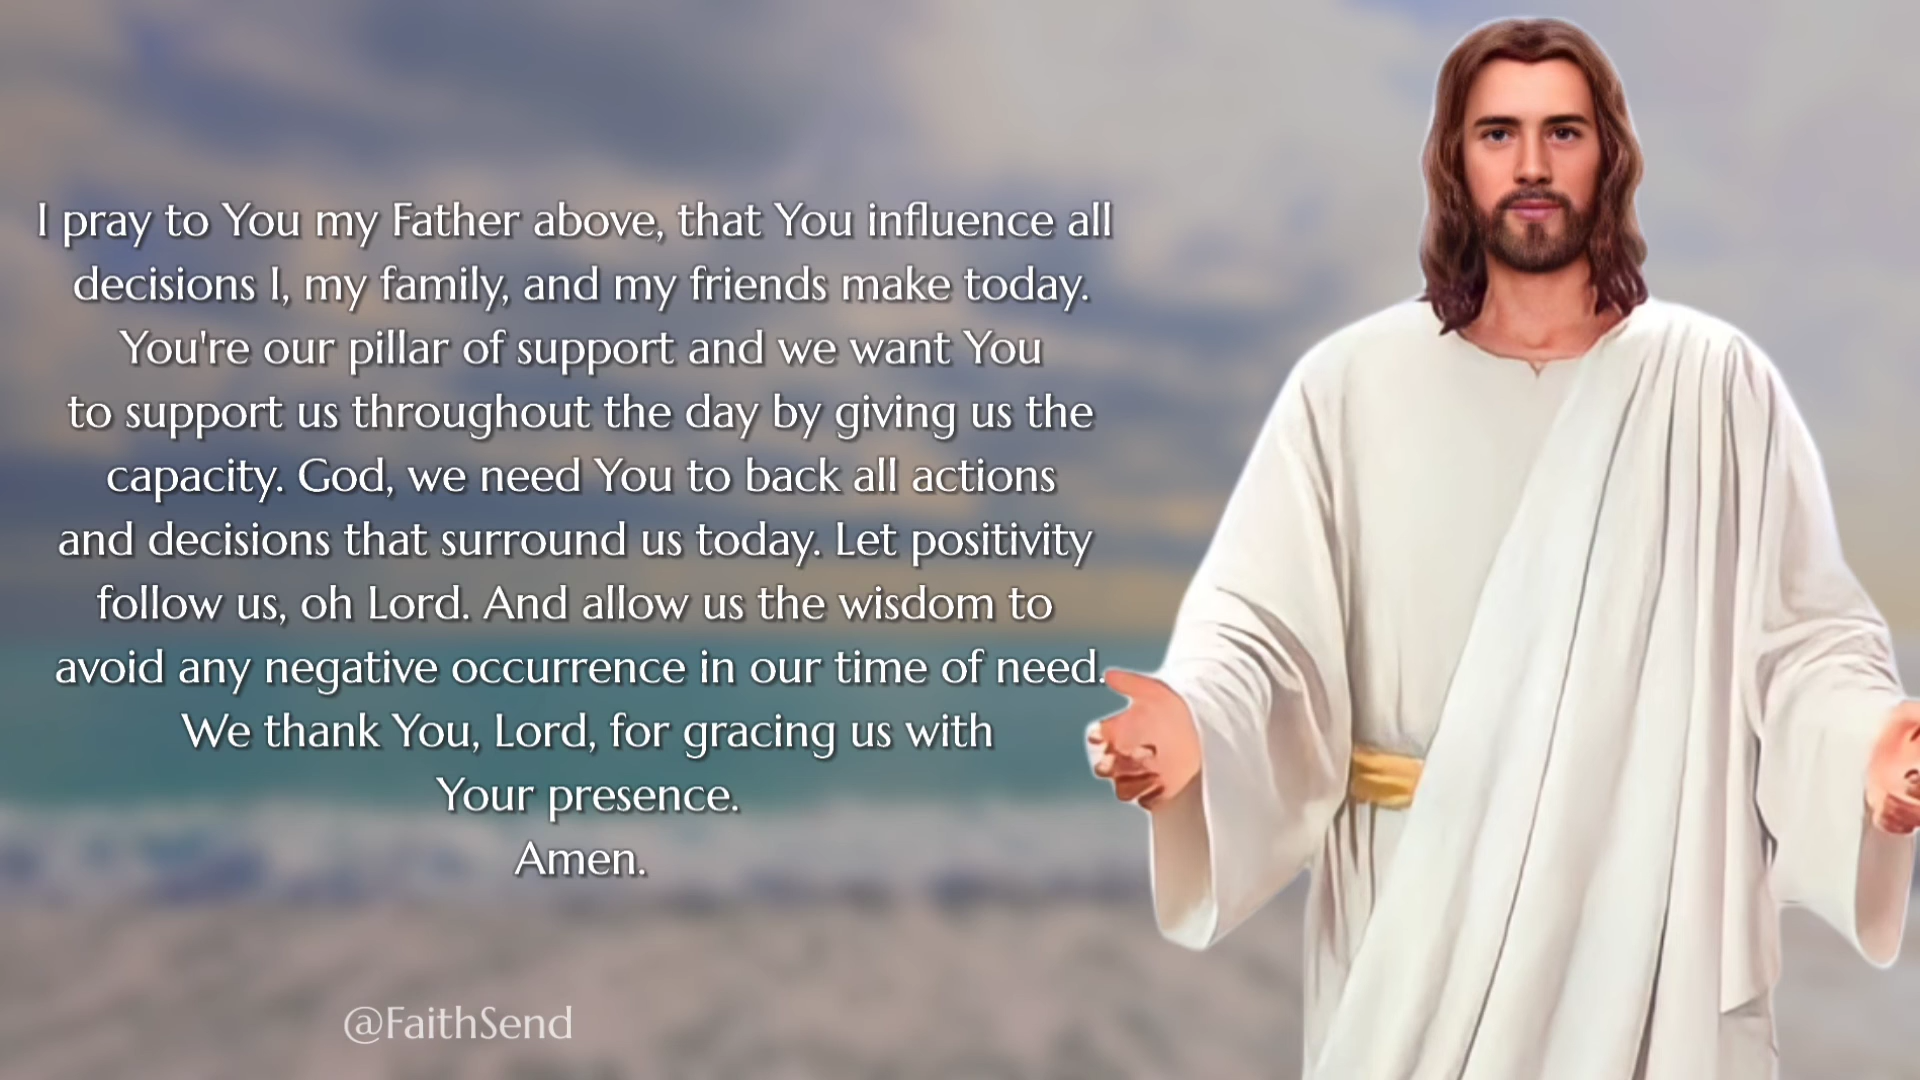 I pray to You my Father above, that You influence all
decisions I, my family, and my friends make today.
You're our pillar of support and we want You
to support us throughout the day by giving us the
capacity. God, we need You to back all actions
and decisions that surround us today. Let positivity
follow us, oh Lord. And allow us the wisdom to
avoid any negative occurrence in our time of need.
We thank You, Lord, for gracing us with
Your presence.
Amen.
@FaithSend